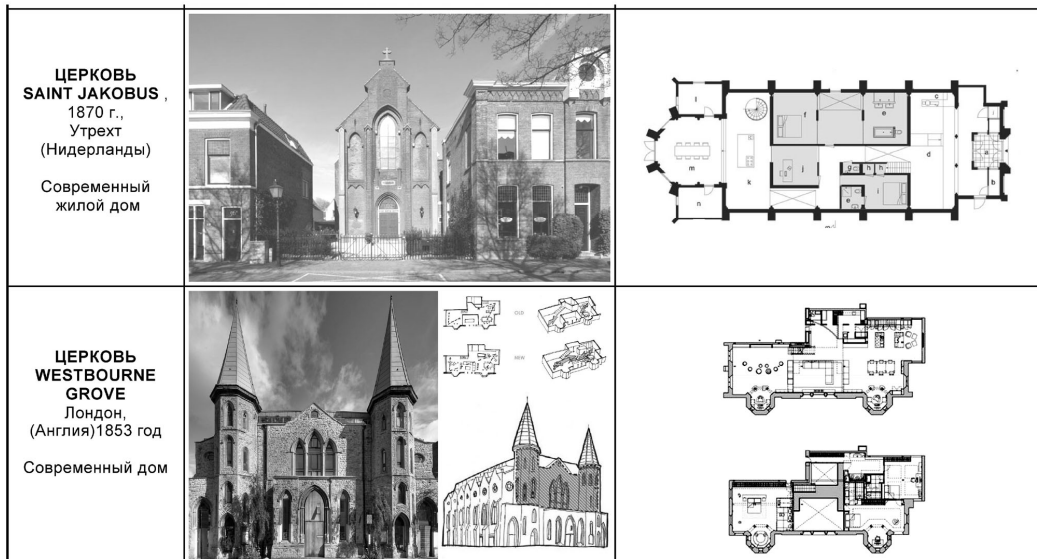 ЦЕРКОВЬ
SAINT JAKOBUS ,
1870 г.,
Утрехт
(Нидерланды)
Современный
жилой дом
l
c
f
e
a
m
k
j
g
h
h
d
n
e
i
b
ЦЕРКОВЬ
WESTBOURNE
GROVE
Лондон,
(Англия)1853 год
Современный дом
OLD
NEW